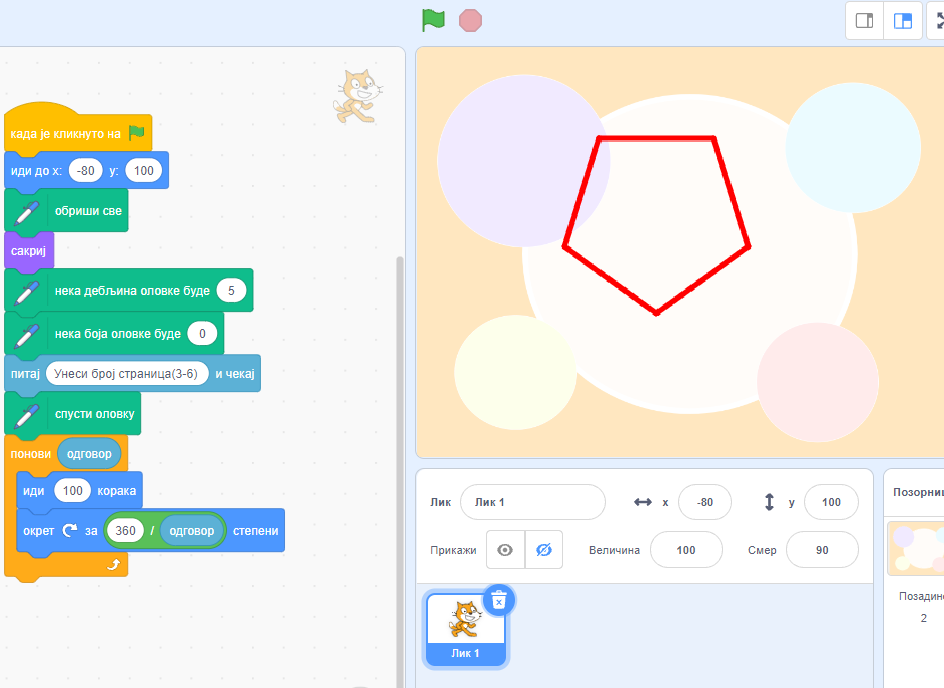 када је кликнуто на
иди до x: -80 y: 100
обриши све
сакриј
нека дебљина оловке буде 5
нека боја оловке буде 0
питај Унеси број страница(3-6) и чекај
спусти оловку
понови одговор
иди 100 корака
окрет за 360 / одговор степени
Лик Лик 1 x -80 y 100
Прикажи Величина 100 Смер 90
Лик 1
Позорниц
Позадине
2